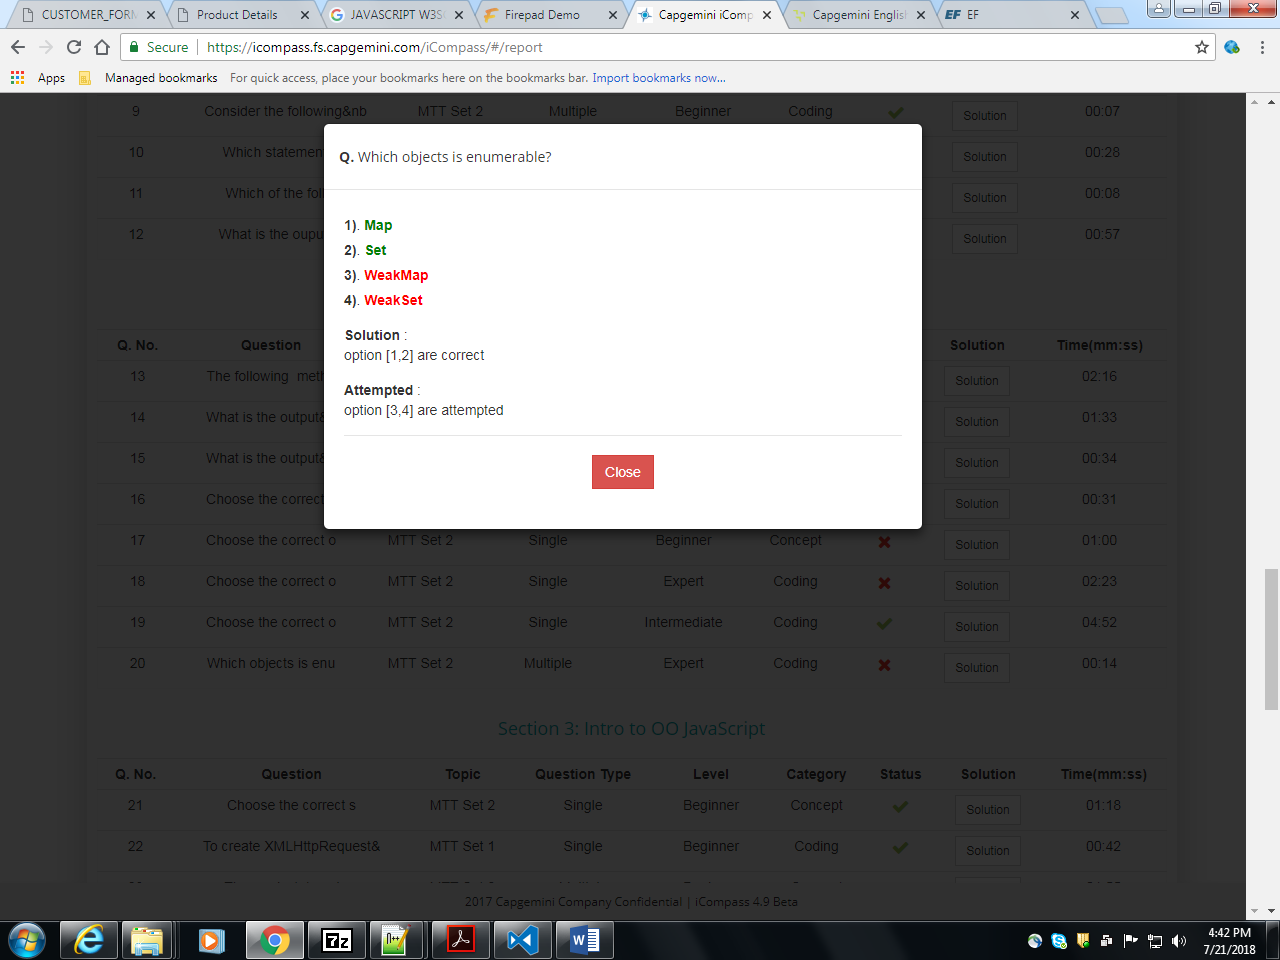 CUSTOMER_FORM
Product Details
JAVASCRIPT W3S
Firepad Demo
Capgemini iComp
Capgemini English
EF EF
Secure https://icompass.fs.capgemini.com/iCompass/#/report
Apps Managed bookmarks For quick access, place your bookmarks here on the bookmarks bar. Import bookmarks now...
9 Consider the following&nb MTT Set 2 Multiple Beginner Coding Solution 00:07
10 Which statemen Solution 00:28
11 Which of the foll Solution 00:08
12 What is the oupu Solution 00:57
Q. Which objects is enumerable?
1). Map
2). Set
3). WeakMap
4). WeakSet
Solution :
option [1,2] are correct
Attempted :
option [3,4] are attempted
Close
Q. No. Question Solution Time(mm:ss)
13 The following meth Solution 02:16
14 What is the output& Solution 01:33
15 What is the output& Solution 00:34
16 Choose the correct Solution 00:31
17 Choose the correct o MTT Set 2 Single Beginner Concept Solution 01:00
18 Choose the correct o MTT Set 2 Single Expert Coding Solution 02:23
19 Choose the correct o MTT Set 2 Single Intermediate Coding Solution 04:52
20 Which objects is enu MTT Set 2 Multiple Expert Coding Solution 00:14
Section 3: Intro to OO JavaScript
Q. No. Question Topic Question Type Level Category Status Solution Time(mm:ss)
21 Choose the correct s MTT Set 2 Single Beginner Concept Solution 01:18
22 To create XMLHttpRequest& MTT Set 1 Single Beginner Coding Solution 00:42
2017 Capgemini Company Confidential | iCompass 4.9 Beta
7z
W
4:42 PM
7/21/2018